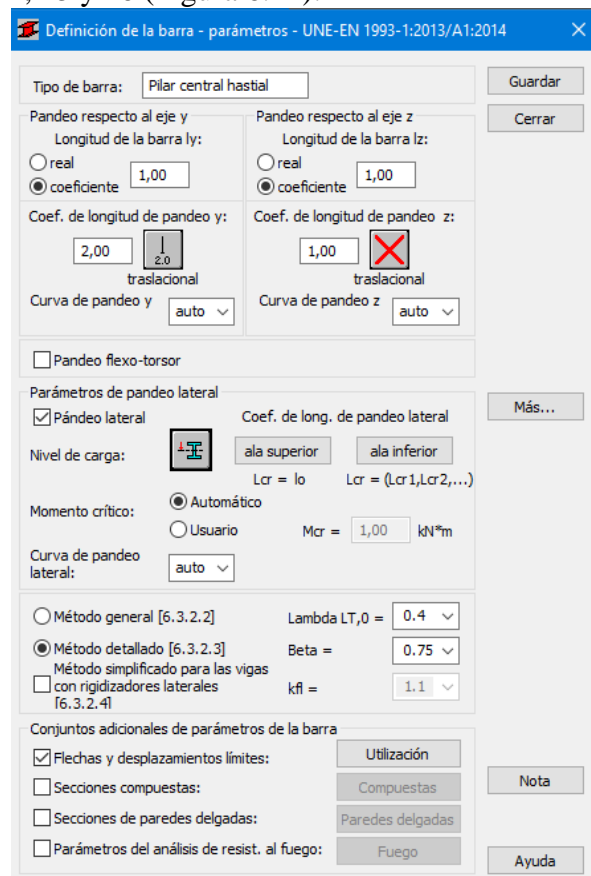 Definición de la barra - parámetros - UNE-EN 1993-1:2013/A1:2014
Tipo de barra: Pilar central hastial
Guardar
Cerrar
Pandeo respecto al eje y
Longitud de la barra ly:
real
coeficiente
1,00
Pandeo respecto al eje z
Longitud de la barra lz:
real
coeficiente
1,00
Coef. de longitud de pandeo y:
2,00
2.0
traslacional
Curva de pandeo y
auto
Coef. de longitud de pandeo z:
1,00
traslacional
Curva de pandeo z
auto
Pandeo flexo-torsor
Parámetros de pandeo lateral
Más...
Pándeo lateral
Coef. de long. de pandeo lateral
Nivel de carga:
ala superior
ala inferior
Lcr = lo
Lcr = (Lcr1,Lcr2,...)
Momento crítico:
Automático
Usuario
Mcr = 1,00 kN*m
Curva de pandeo
lateral:
auto
Método general [6.3.2.2]
Lambda LT,0 = 0.4
Método detallado [6.3.2.3]
Beta = 0.75
Método simplificado para las vigas
con rigidizadores laterales
[6.3.2.4]
kfl = 1.1
Conjuntos adicionales de parámetros de la barra
Flechas y desplazamientos límites:
Utilización
Secciones compuestas:
Compuestas
Nota
Secciones de paredes delgadas:
Paredes delgadas
Parámetros del análisis de resist. al fuego:
Fuego
Ayuda